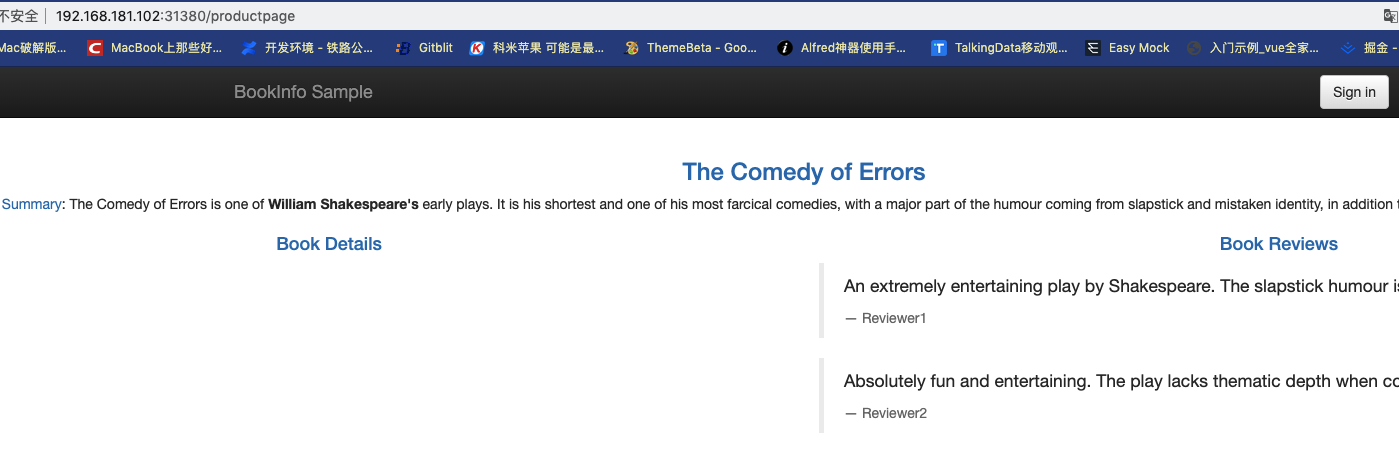 不安全 192.168.181.102:31380/productpage
Mac破解版... MacBook上那些好... 开发环境 - 铁路公... Gitblit 科米苹果 可能是最... ThemeBeta - Goo... Alfred神器使用手... TalkingData移动观... Easy Mock 入门示例_vue全家... 掘金 -
BookInfo Sample Sign in
The Comedy of Errors
Summary: The Comedy of Errors is one of William Shakespeare's early plays. It is his shortest and one of his most farcical comedies, with a major part of the humour coming from slapstick and mistaken identity, in addition
Book Details Book Reviews
An extremely entertaining play by Shakespeare. The slapstick humour
— Reviewer1
Absolutely fun and entertaining. The play lacks thematic depth when
— Reviewer2